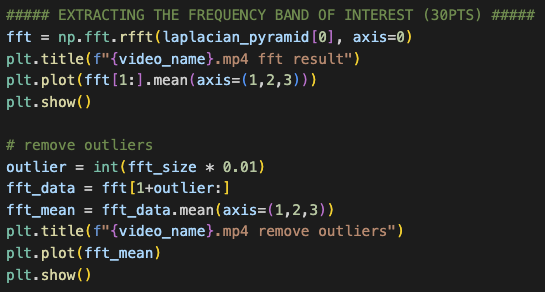 ##### EXTRACTING THE FREQUENCY BAND OF INTEREST (30PTS) #####
fft = np.fft.rfft(laplacian_pyramid[0], axis=0)
plt.title(f"{video_name}.mp4 fft result")
plt.plot(fft[1:].mean(axis=(1,2,3)))
plt.show()

# remove outliers
outlier = int(fft_size * 0.01)
fft_data = fft[1+outlier:]
fft_mean = fft_data.mean(axis=(1,2,3))
plt.title(f"{video_name}.mp4 remove outliers")
plt.plot(fft_mean)
plt.show()